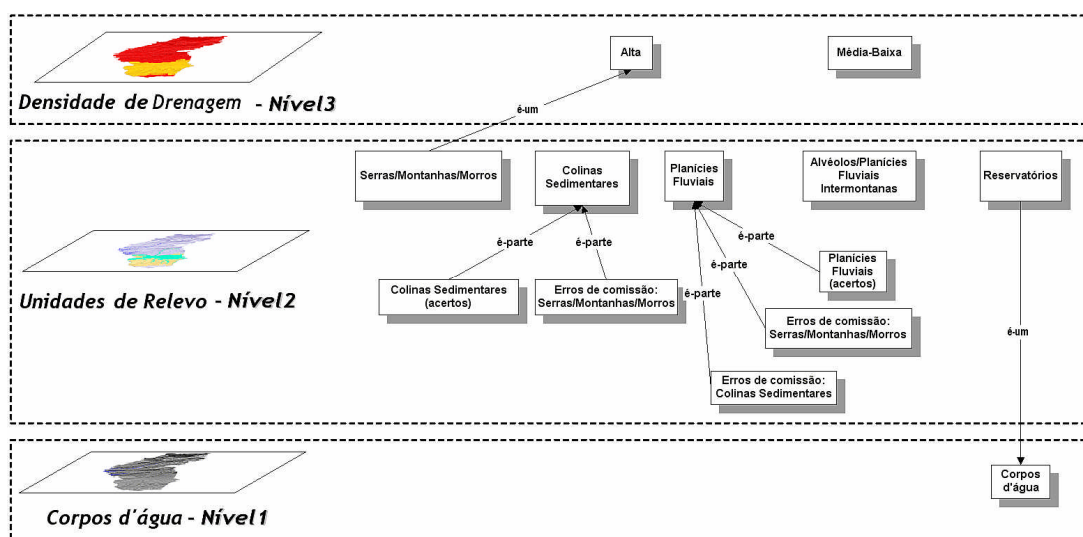 Alta
Média-Baixa
Densidade de Drenagem - Nível3
é-um
Serras/Montanhas/Morros
Colinas
Sedimentares
Planícies
Fluviais
Alvéolos/Planícies
Fluviais
Intermontanas
Reservatórios
é-parte
é-parte
é-parte
é-parte
é-parte
Planícies
Fluviais
(acertos)
Colinas Sedimentares
(acertos)
Erros de comissão:
Serras/Montanhas/Morros
Unidades de Relevo - Nível2
Erros de comissão:
Serras/Montanhas/Morros
é-um
Erros de comissão:
Colinas Sedimentares
Corpos
d'água
Corpos d'água - Nível1